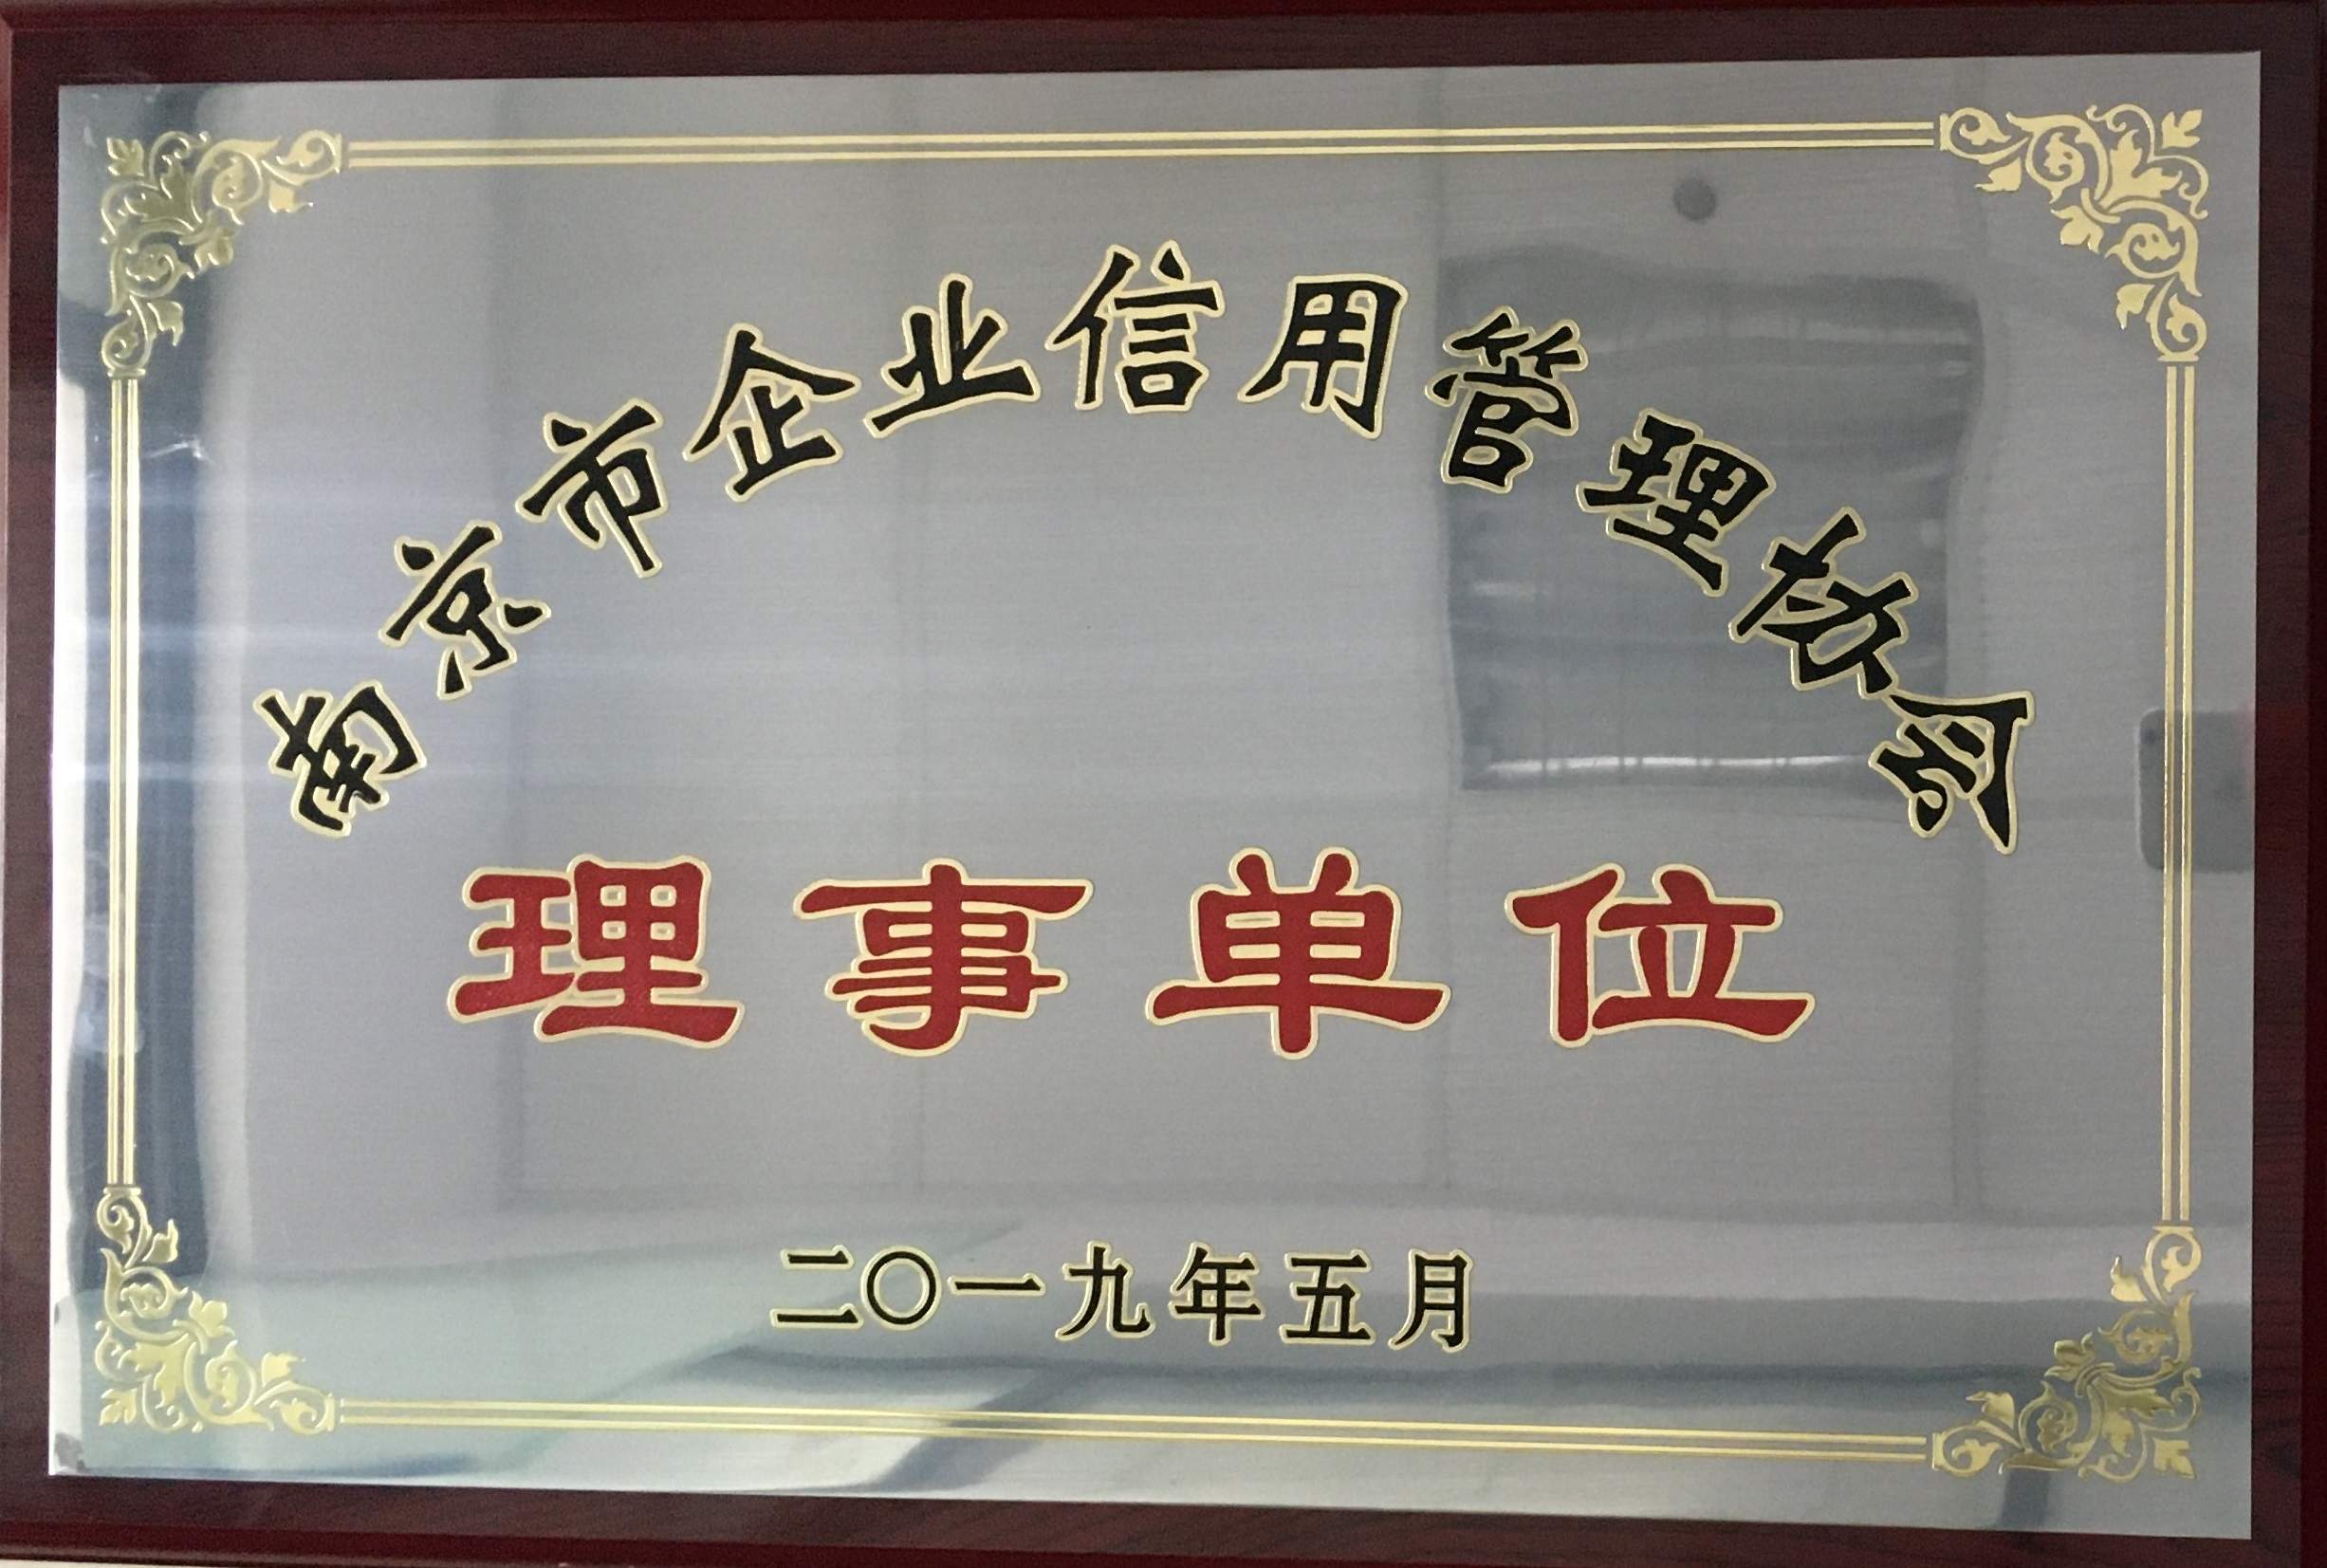 南京市企业信用管理协会
理事单位
二〇一九年五月